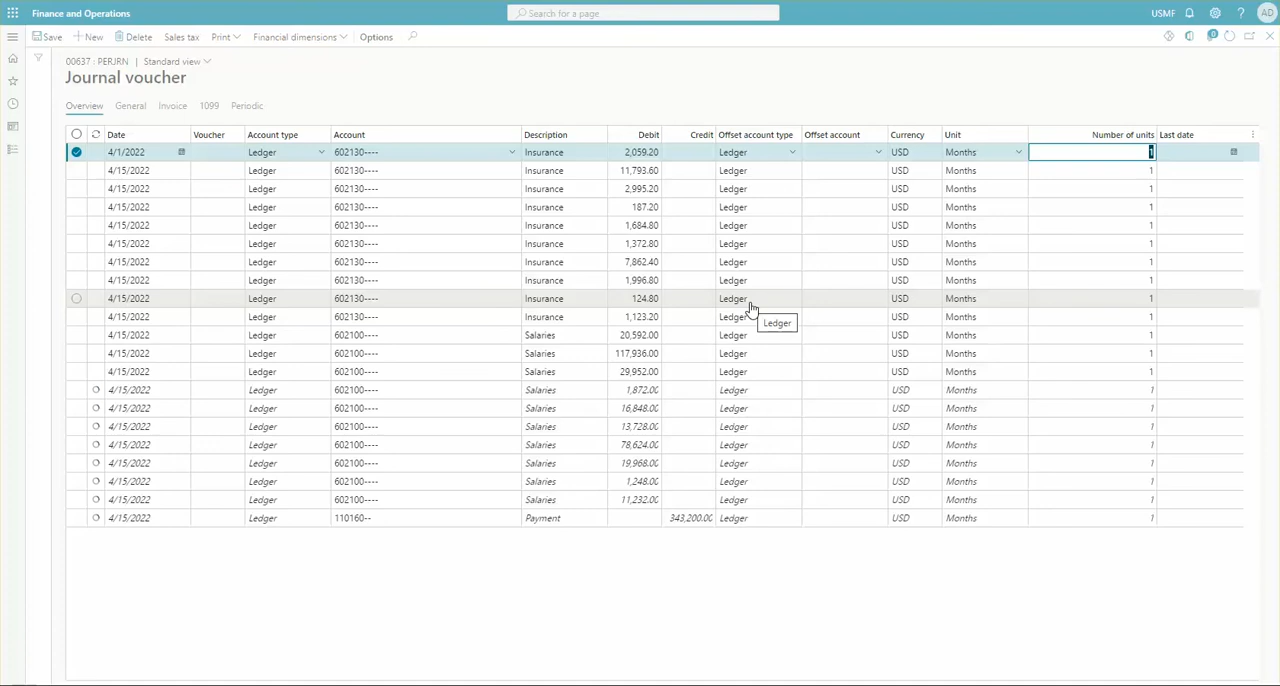 Finance and Operations Search for a page USMF ? AD
Save New Delete Sales tax Print Financial dimensions Options 0
00637 : PERJRN | Standard view
Journal voucher
Overview General Invoice 1099 Periodic
Date Voucher Account type Account Description Debit Credit Offset account type Offset account Currency Unit Number of units Last date
4/1/2022 Ledger 602130---- Insurance 2,059.20 Ledger USD Months 1
4/15/2022 Ledger 602130---- Insurance 11,793.60 Ledger USD Months 1
4/15/2022 Ledger 602130---- Insurance 2,995.20 Ledger USD Months 1
4/15/2022 Ledger 602130---- Insurance 187.20 Ledger USD Months 1
4/15/2022 Ledger 602130---- Insurance 1,684.80 Ledger USD Months 1
4/15/2022 Ledger 602130---- Insurance 1,372.80 Ledger USD Months 1
4/15/2022 Ledger 602130---- Insurance 7,862.40 Ledger USD Months 1
4/15/2022 Ledger 602130---- Insurance 1,996.80 Ledger USD Months 1
4/15/2022 Ledger 602130---- Insurance 124.80 Ledger USD Months 1
4/15/2022 Ledger 602130---- Insurance 1,123.20 Ledger USD Months 1
Ledger
4/15/2022 Ledger 602100---- Salaries 20,592.00 Ledger USD Months 1
4/15/2022 Ledger 602100---- Salaries 117,936.00 Ledger USD Months 1
4/15/2022 Ledger 602100---- Salaries 29,952.00 Ledger USD Months 1
4/15/2022 Ledger 602100---- Salaries 1,872.00 Ledger USD Months 1
4/15/2022 Ledger 602100---- Salaries 16,848.00 Ledger USD Months 1
4/15/2022 Ledger 602100---- Salaries 13,728.00 Ledger USD Months 1
4/15/2022 Ledger 602100---- Salaries 78,624.00 Ledger USD Months 1
4/15/2022 Ledger 602100---- Salaries 19,968.00 Ledger USD Months 1
4/15/2022 Ledger 602100---- Salaries 1,248.00 Ledger USD Months 1
4/15/2022 Ledger 602100---- Salaries 11,232.00 Ledger USD Months 1
4/15/2022 Ledger 110160-- Payment 343,200.00 Ledger USD Months 1